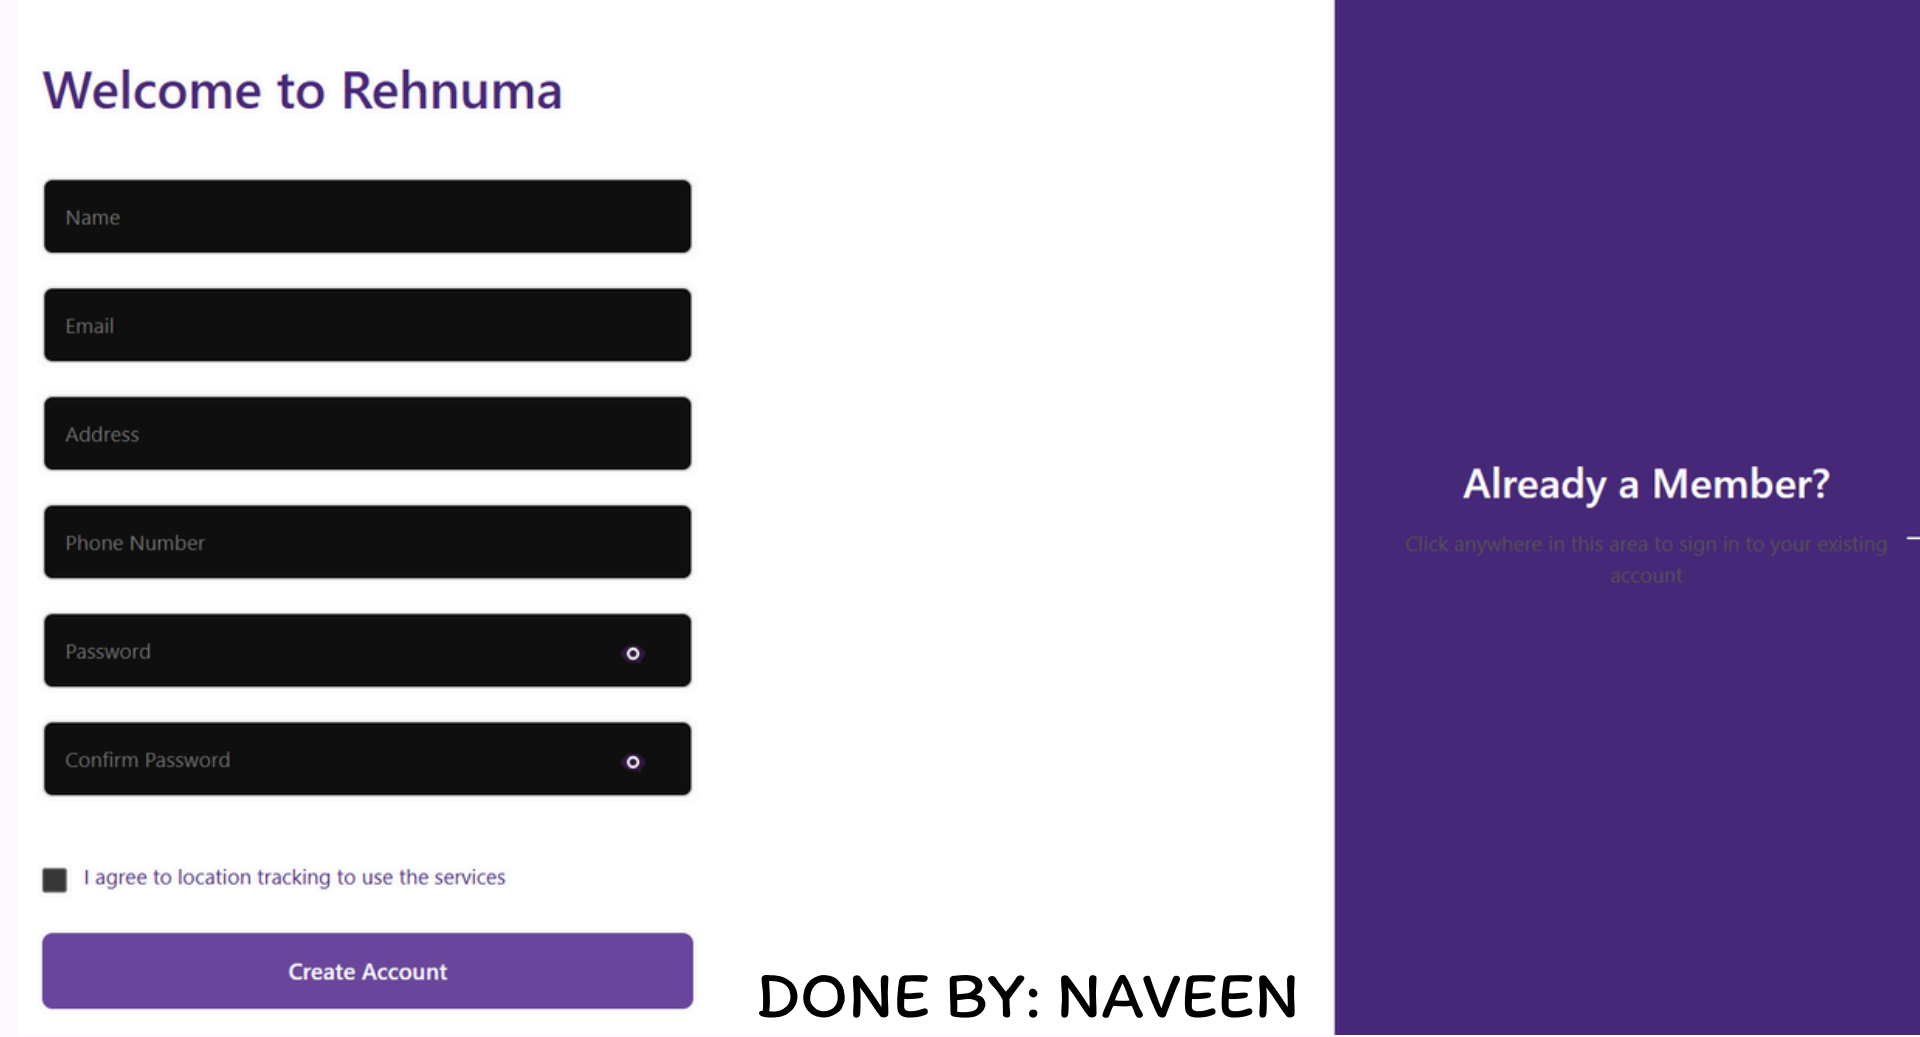 Welcome to Rehnuma
Name
Email
Address
Phone Number
Password
Confirm Password
I agree to location tracking to use the services
Create Account
DONE BY: NAVEEN
Already a Member?
Click anywhere in this area to sign in to your existing
account